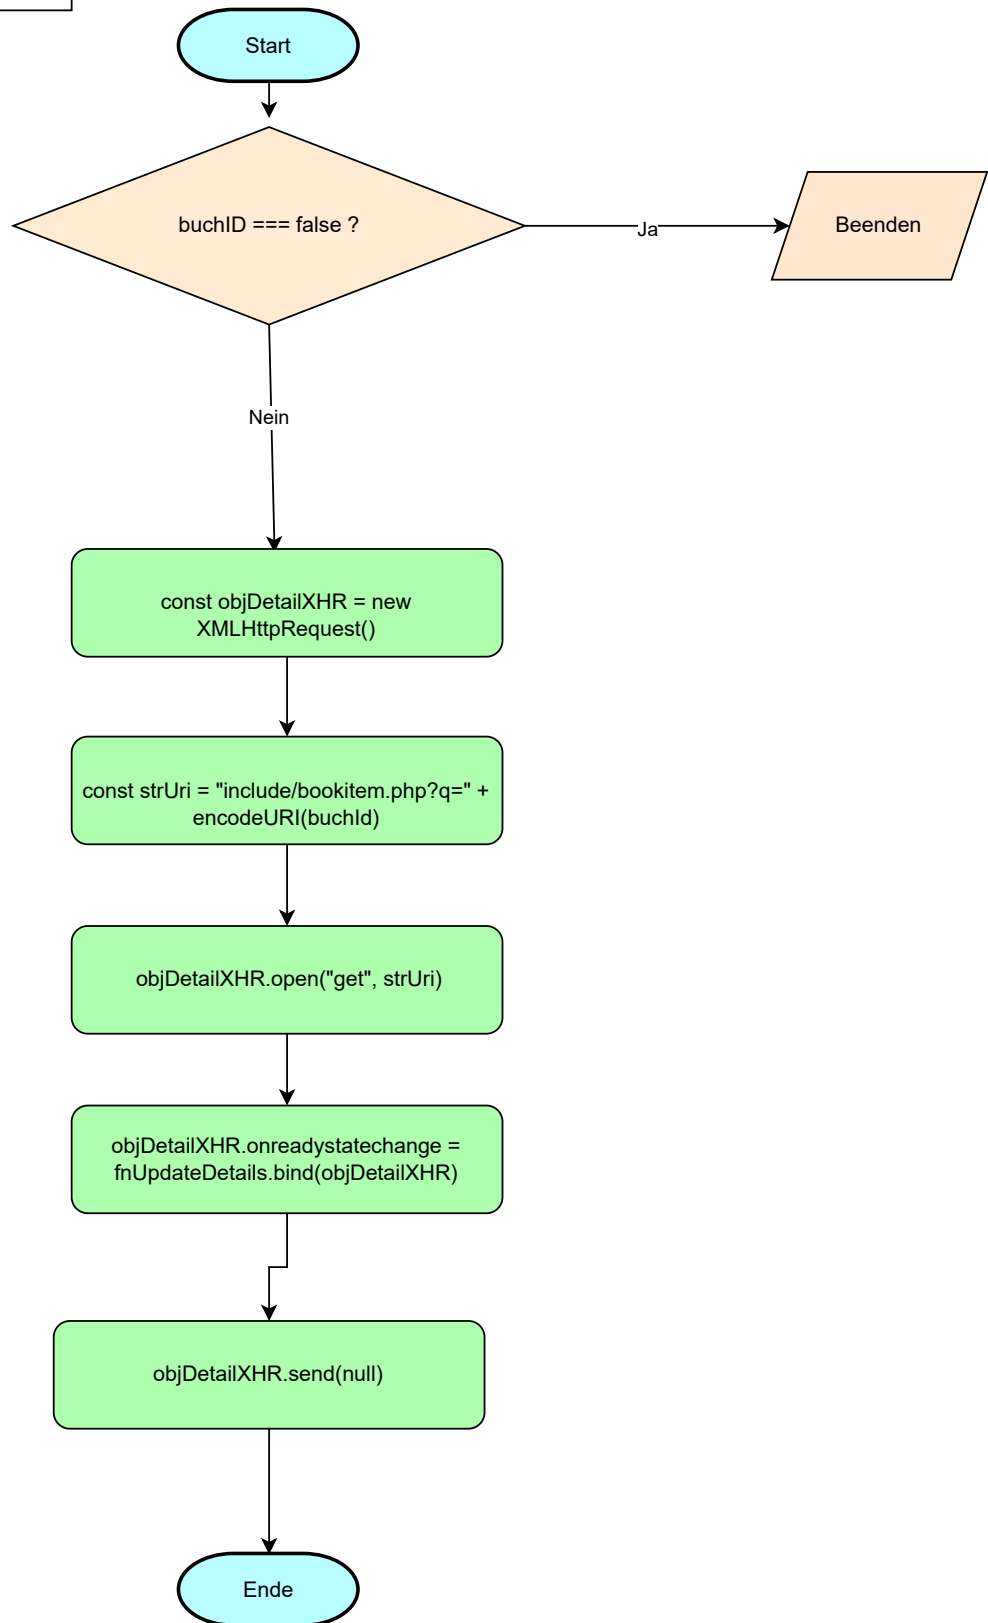 Start
buchID === false ?
Ja
Beenden
Nein
const objDetailXHR = new
XMLHttpRequest()
const strUri = "include/bookitem.php?q=" +
encodeURI(buchId)
objDetailXHR.open("get", strUri)
objDetailXHR.onreadystatechange =
fnUpdateDetails.bind(objDetailXHR)
objDetailXHR.send(null)
Ende